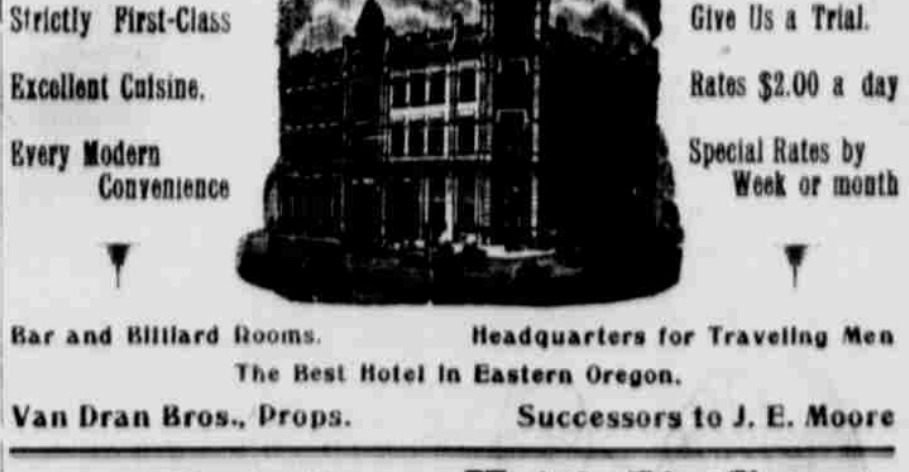 Strictly First-Class
Excellent Cuisine.
Every Modern
Convenience
Give Us a Trial.
Rates $2.00 a day
Special Rates by
Week or month
Bar and Billiard Rooms.
Headquarters for Traveling Men
The Best Hotel in Eastern Oregon.
Van Dran Bros., Props.
Successors to J. E. Moore